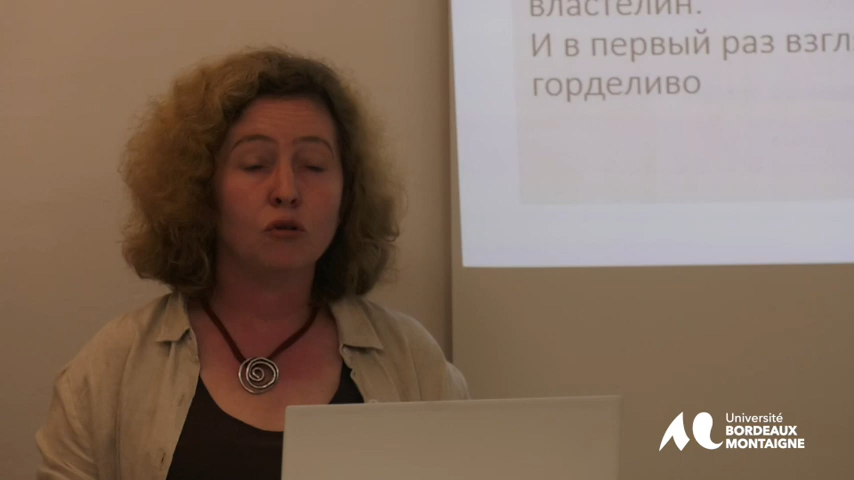 властелин.
И в первый раз
горделиво
Université
BORDEAUX
MONTAIGNE